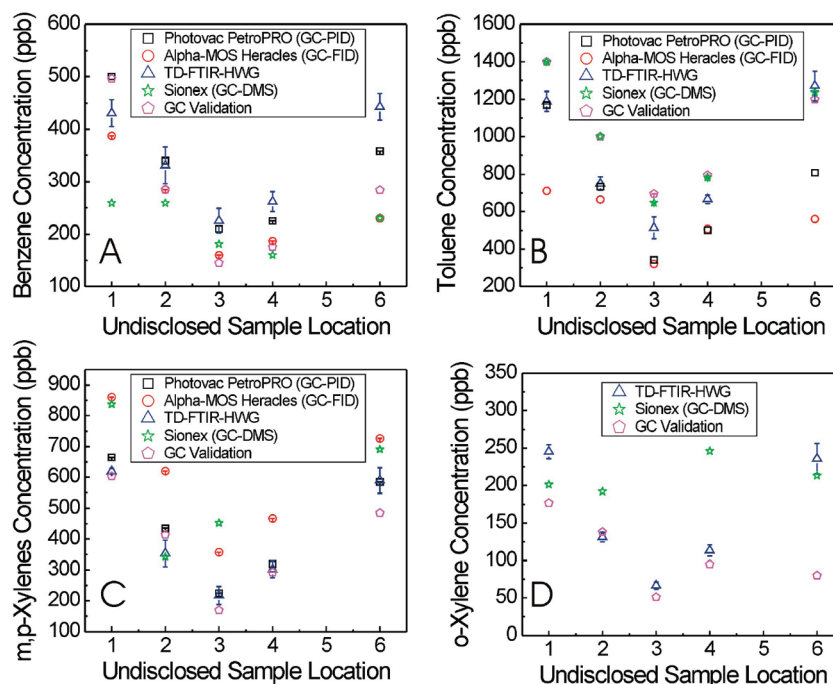 Photovac PetroPRO (GC-PID)
Alpha-MOS Heracles (GC-FID)
TD-FTIR-HWG
Sionex (GC-DMS)
GC Validation
Benzene Concentration (ppb)
600
500
400
300
200
100
A
1 2 3 4 5 6
Undisclosed Sample Location
Photovac PetroPRO (GC-PID)
Alpha-MOS Heracles (GC-FID)
TD-FTIR-HWG
Sionex (GC-DMS)
GC Validation
Toluene Concentration (ppb)
1600
1400
1200
1000
800
600
400
200
B
1 2 3 4 5 6
Undisclosed Sample Location
Photovac PetroPRO (GC-PID)
Alpha-MOS Heracles (GC-FID)
TD-FTIR-HWG
Sionex (GC-DMS)
GC Validation
m,p-Xylenes Concentration (ppb)
900
800
700
600
500
400
300
200
100
C
1 2 3 4 5 6
Undisclosed Sample Location
TD-FTIR-HWG
Sionex (GC-DMS)
GC Validation
o-Xylene Concentration (ppb)
350
250
200
150
100
50
0
D
1 2 3 4 5 6
Undisclosed Sample Location